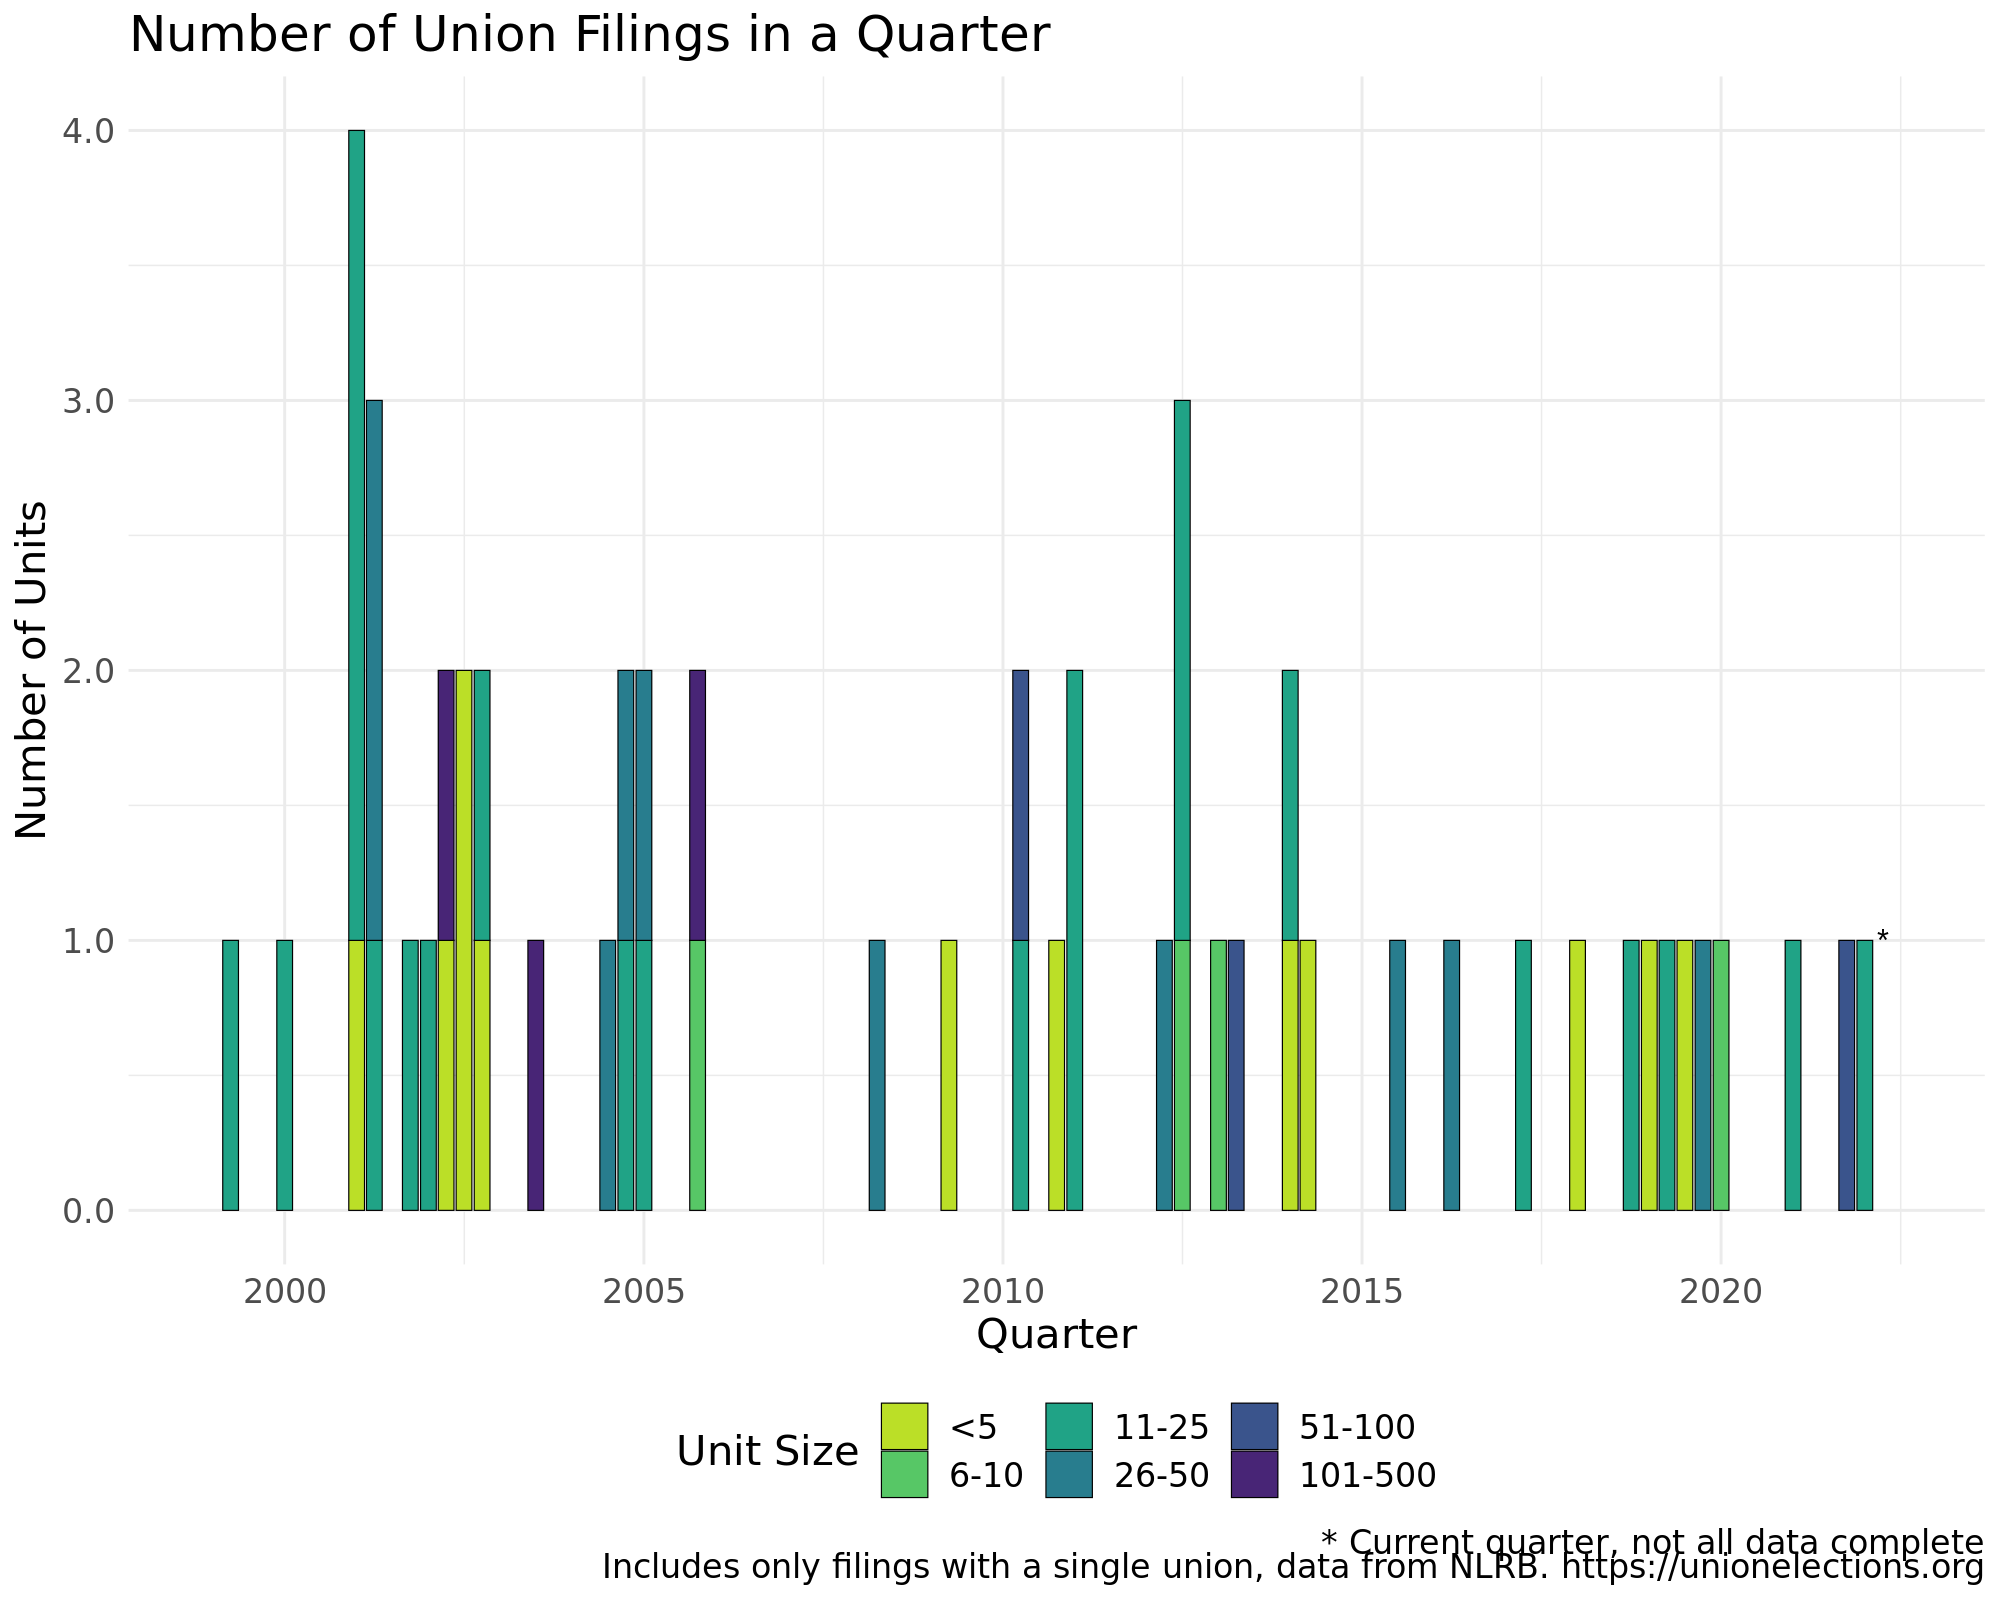 Number of Union Filings in a Quarter
Number of Units
4.0
3.0
2.0
1.0
0.0
*
2000 2005 2010 2015 2020
Quarter
Unit Size
<5 11-25 51-100
6-10 26-50 101-500
* Current quarter, not all data complete
Includes only filings with a single union, data from NLRB. https://unionelections.org